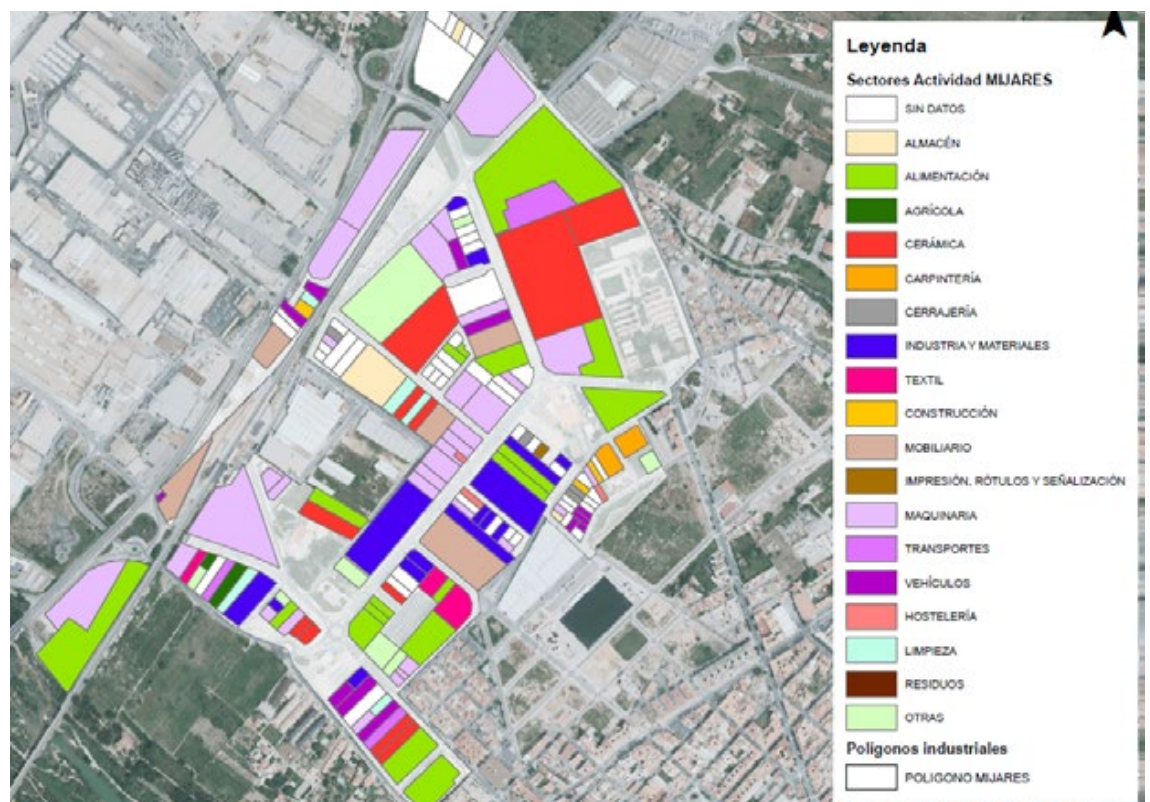 Leyenda
Sectores Actividad MIJARES
SIN DATOS
ALMACÉN
ALIMENTACIÓN
AGRÍCOLA
CERÁMICA
CARPINTERÍA
CERRAJERÍA
INDUSTRIA Y MATERIALES
TEXTIL
CONSTRUCCIÓN
MOBILIARIO
IMPRESIÓN, RÓTULOS Y SEÑALIZACIÓN
MAQUINARIA
TRANSPORTES
VEHÍCULOS
HOSTELERÍA
LIMPIEZA
RESIDUOS
OTRAS
Polígonos industriales
POLIGONO MIJARES